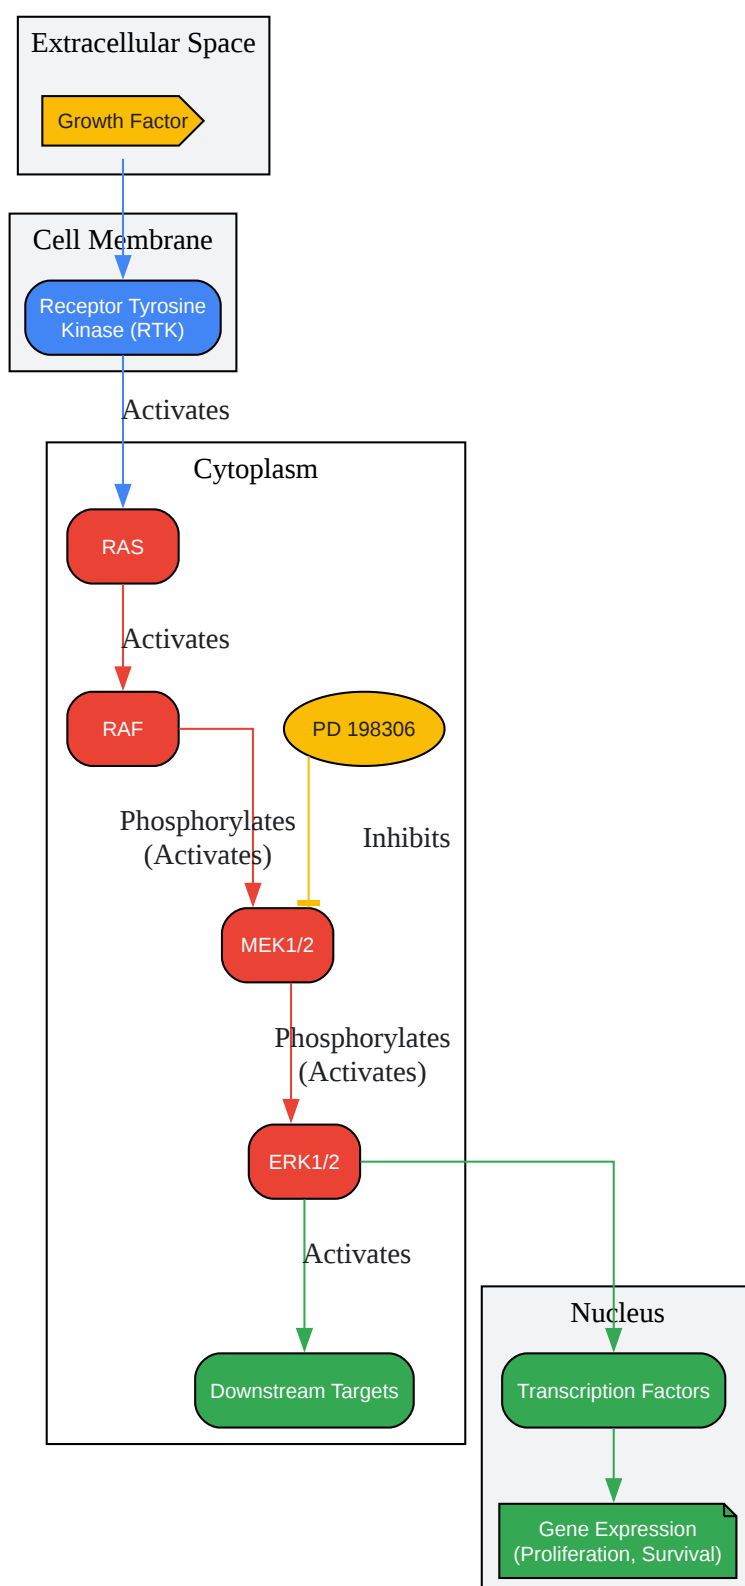 Extracellular Space
Growth Factor
Cell Membrane
Receptor Tyrosine
Kinase (RTK)
Activates
Cytoplasm
RAS
Activates
RAF
PD 198306
Phosphorylates
(Activates)
Inhibits
MEK1/2
Phosphorylates
(Activates)
ERK1/2
Activates
Nucleus
Downstream Targets
Transcription Factors
Gene Expression
(Proliferation, Survival)